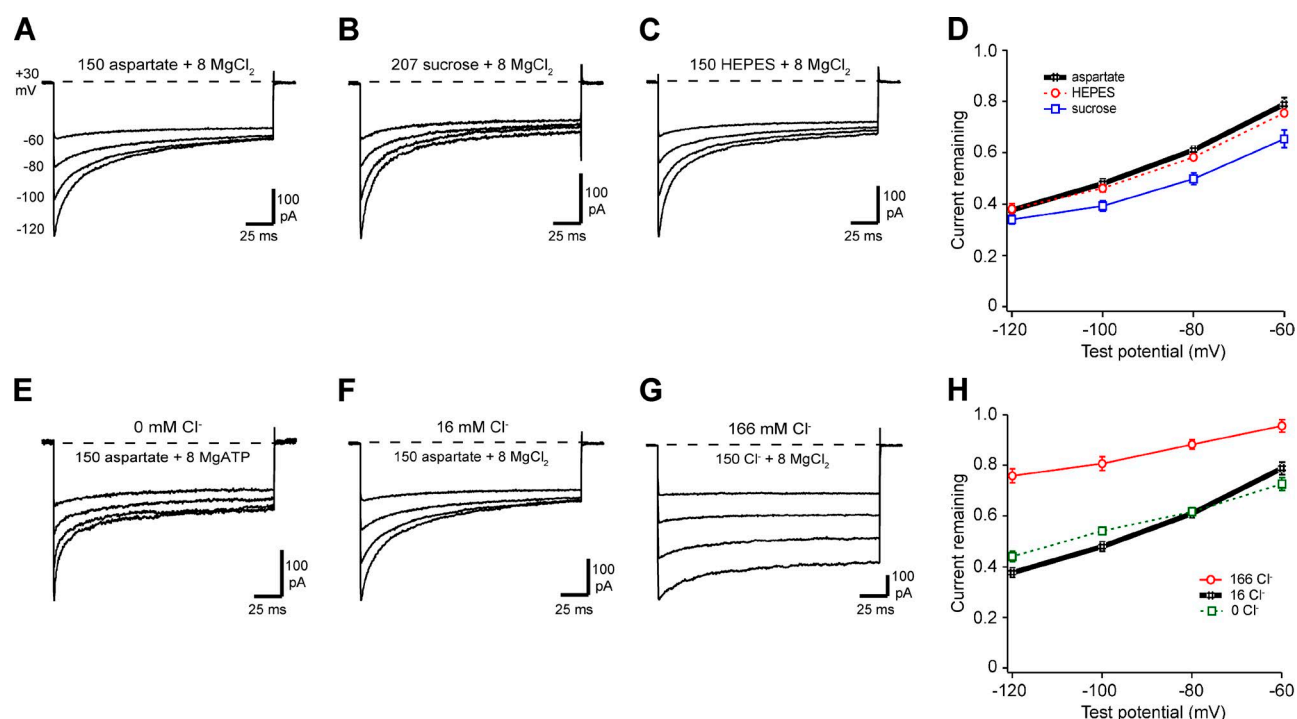 A
150 aspartate + 8 MgCl₂
+30
mV
-60
-80
-100
-120
100
pA
25 ms
B
207 sucrose + 8 MgCl₂
100
pA
25 ms
C
150 HEPES + 8 MgCl₂
100
pA
25 ms
D
1.0
0.8
0.6
0.4
0.2
0
Current remaining
aspartate
HEPES
sucrose
-120
-100
-80
-60
Test potential (mV)
E
0 mM Cl⁻
150 aspartate + 8 MgATP
100
pA
25 ms
F
16 mM Cl⁻
150 aspartate + 8 MgCl₂
100
pA
25 ms
G
166 mM Cl⁻
150 Cl⁻ + 8 MgCl₂
100
pA
25 ms
H
1.0
0.8
0.6
0.4
0.2
0
Current remaining
166 Cl⁻
16 Cl⁻
0 Cl⁻
-120
-100
-80
-60
Test potential (mV)